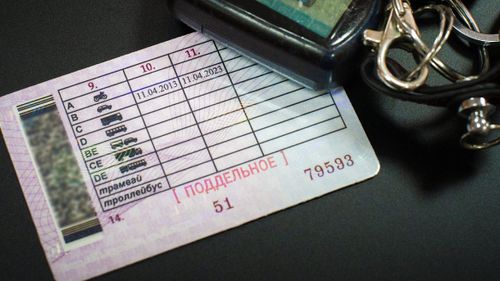 9. 10. 11.
A
B 11.04.2013 11.04.2023
C
D
BE
CE
DE
трамвай
троллейбус
[ ПОДДЕЛЬНОЕ ]
14. 51 79593